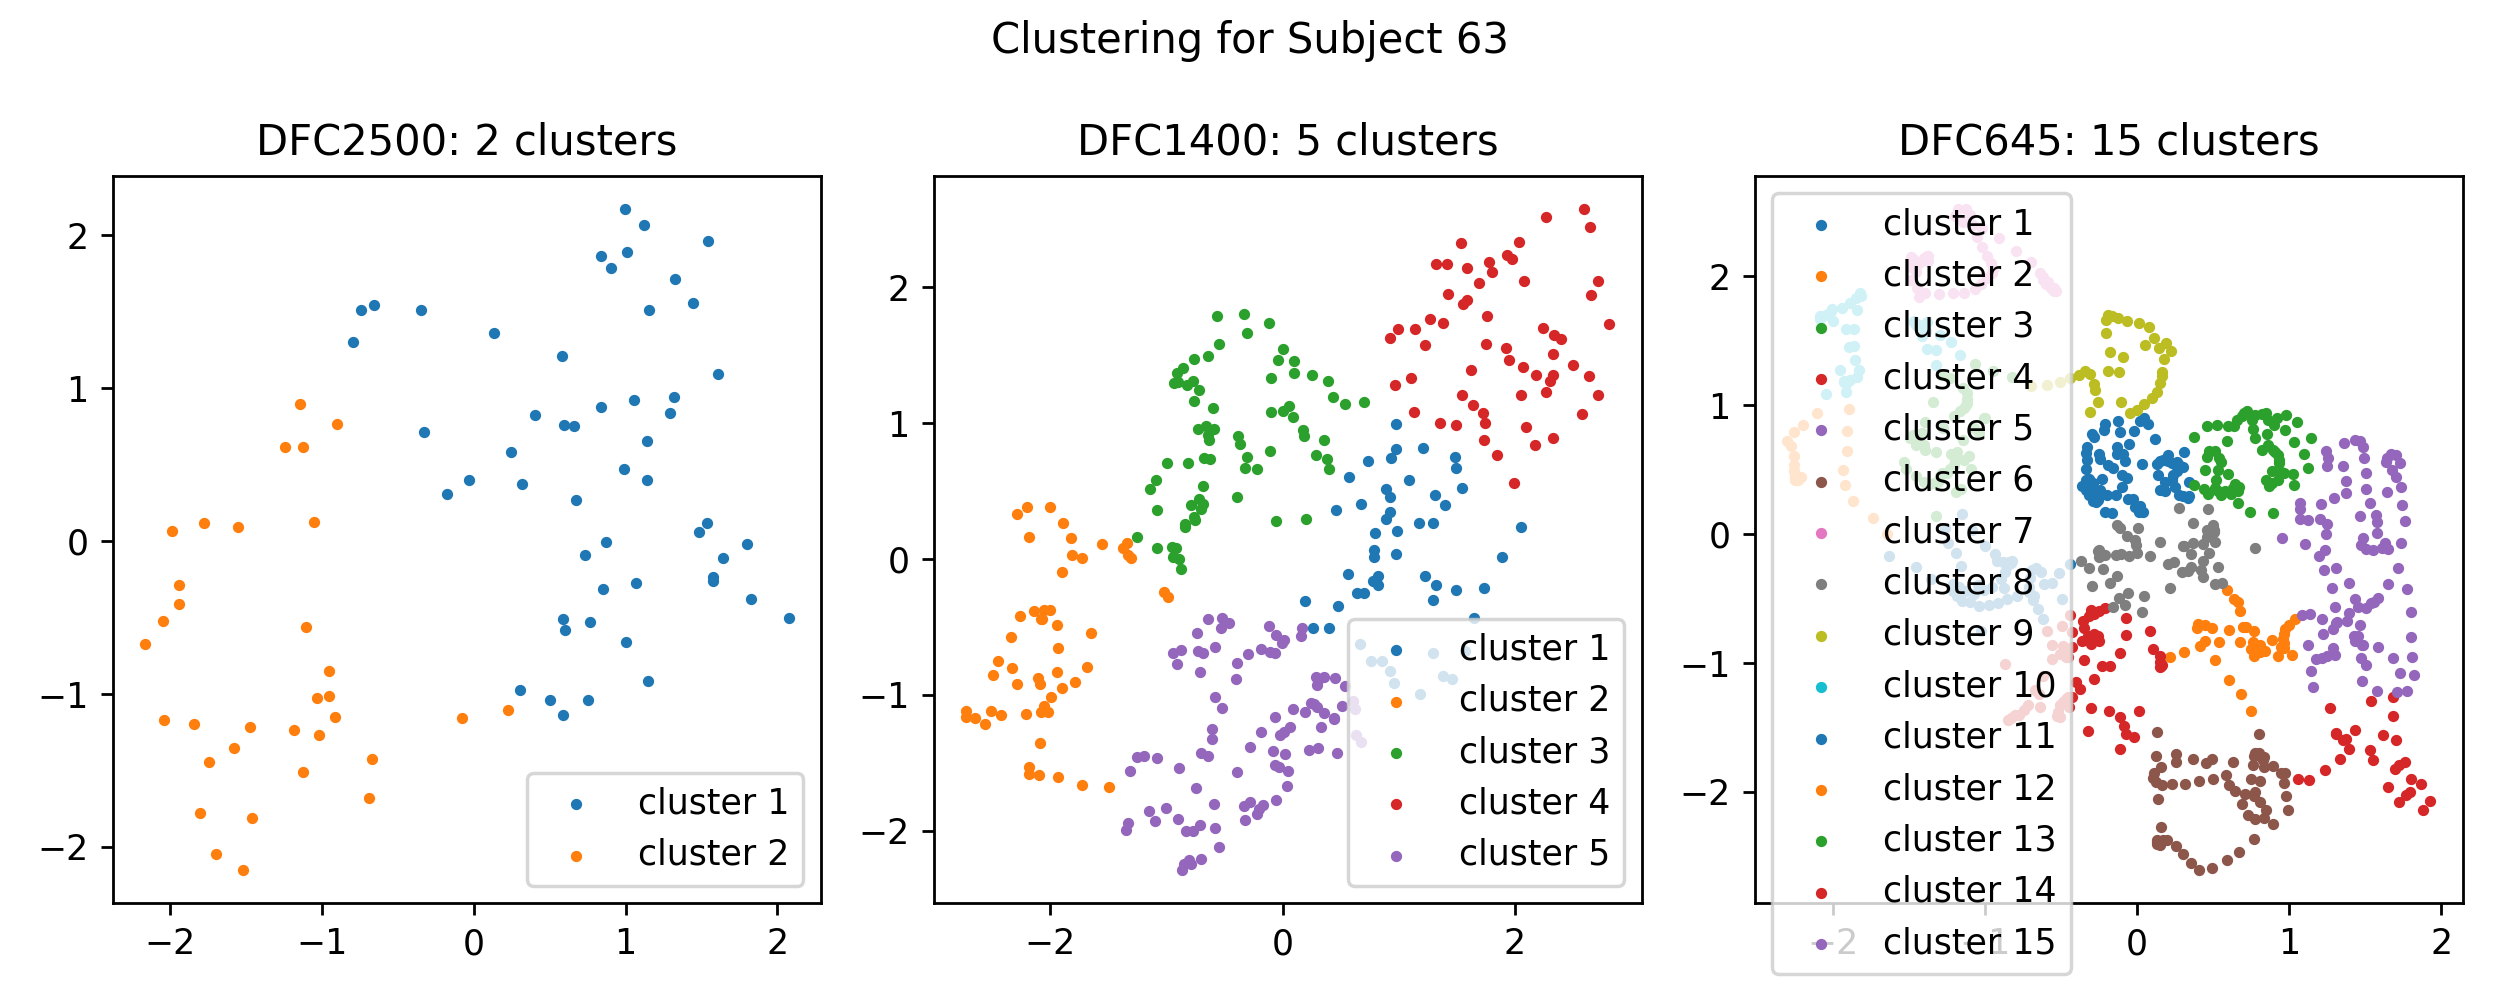 Clustering for Subject 63
DFC2500: 2 clusters
2
1
0
−1
−2
−2
−1
0
1
2
cluster 1
cluster 2
DFC1400: 5 clusters
2
1
0
−1
−2
−2
0
2
cluster 1
cluster 2
cluster 3
cluster 4
cluster 5
DFC645: 15 clusters
2
1
0
−1
−2
−2
−1
0
1
2
cluster 1
cluster 2
cluster 3
cluster 4
cluster 5
cluster 6
cluster 7
cluster 8
cluster 9
cluster 10
cluster 11
cluster 12
cluster 13
cluster 14
cluster 15